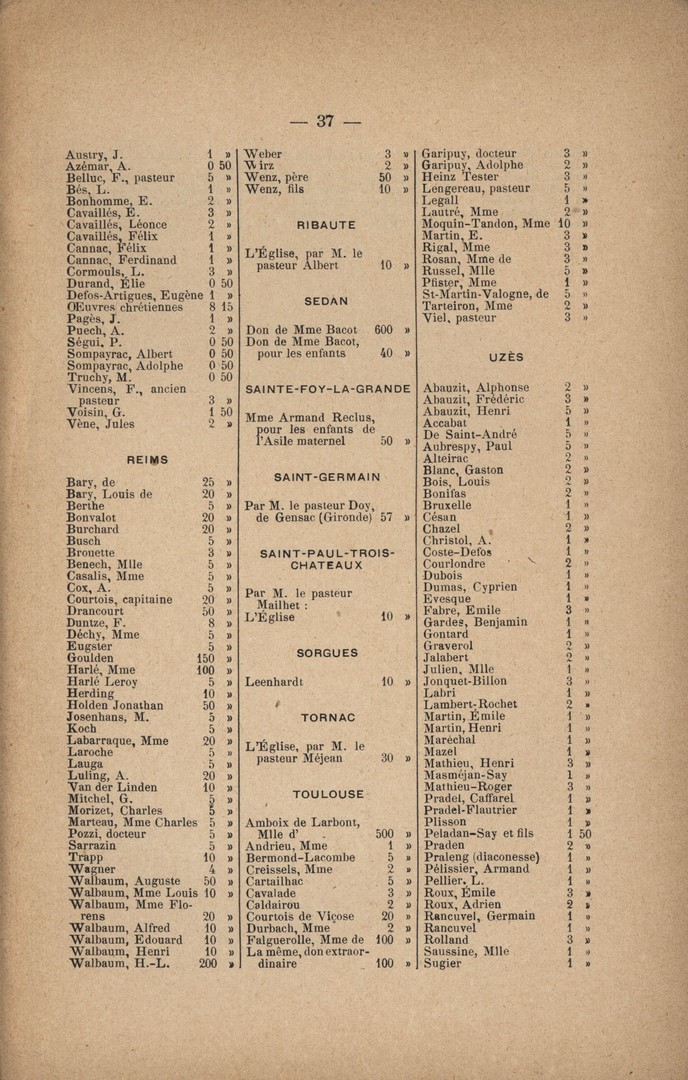 — 37 —
Austry, J. 1 »
Azémar, A. 0 50
Belluc, F., pasteur 5 »
Bés, L. 1 »
Bonhomme, E. 2 »
Cavaillés, E. 3 »
Cavaillés, Léonce 2 »
Cavaillés, Félix 1 »
Cannac, Félix 1 »
Cannac, Ferdinand 1 »
Cormouls, L. 3 »
Durand, Élie 0 50
Defos-Artigues, Eugène 1 »
Œuvres chrétiennes 8 15
Pagès, J. 1 »
Puech, A. 2 »
Ségui, P. 0 50
Sompayrac, Albert 0 50
Sompayrac, Adolphe 0 50
Truchy, M. 0 50
Vincens, F., ancien
pasteur 3 »
Voisin, G. 1 50
Vène, Jules 2 »
REIMS
Bary, de 25 »
Bary, Louis de 20 »
Berthe 5 »
Bonvalot 20 »
Burchard 20 »
Busch 5 »
Brouette 3 »
Benech, Mlle 5 »
Casalis, Mme 5 »
Cox, A. 5 »
Courtois, capitaine 20 »
Drancourt 50 »
Duntze, F. 8 »
Déchy, Mme 5 »
Eugster 5 »
Goulden 150 »
Harlé, Mme 100 »
Harlé Leroy 5 »
Herding 10 »
Holden Jonathan 50 »
Josenhans, M. 5 »
Koch 5 »
Labarraque, Mme 20 »
Laroche 5 »
Lauga 5 »
Luling, A. 20 »
Van der Linden 10 »
Mitchel, G. 5 »
Morizet, Charles 5 »
Marteau, Mme Charles 5 »
Pozzi, docteur 5 »
Sarrazin 5 »
Trapp 10 »
Wagner 4 »
Walbaum, Auguste 50 »
Walbaum, Mme Louis 10 »
Walbaum, Mme Flo-
rens 20 »
Walbaum, Alfred 10 »
Walbaum, Edouard 10 »
Walbaum, Henri 10 »
Walbaum, H.-L. 200 »
Weber 3 »
Wirz 2 »
Wenz, père 50 »
Wenz, fils 10 »
RIBAUTE
L'Église, par M. le
pasteur Albert 10 »
SEDAN
Don de Mme Bacot 600 »
Don de Mme Bacot,
pour les enfants 40 »
SAINTE-FOY-LA-GRANDE
Mme Armand Reclus,
pour les enfants de
l'Asile maternel 50 »
SAINT-GERMAIN
Par M. le pasteur Doy,
de Gensac (Gironde) 57 »
SAINT-PAUL-TROIS-
CHATEAUX
Par M. le pasteur
Mailhet :
L'Église 10 »
SORGUES
Leenhardt 10 »
TORNAC
L'Église, par M. le
pasteur Méjean 30 »
TOULOUSE
Amboix de Larbont,
Mlle d' 500 »
Andrieu, Mme 1 »
Bermond-Lacombe 5 »
Creissels, Mme 2 »
Cartailhac 5 »
Cavalade 3 »
Caldairou 2 »
Courtois de Viçose 20 »
Durbach, Mme 2 »
Falguerolle, Mme de 100 »
La même, don extraor-
dinaire 100 »
Garipuy, docteur 3 »
Garipuy, Adolphe 2 »
Heinz Tester 3 »
Lengereau, pasteur 5 »
Legall 1 »
Lautré, Mme 2 »
Moquin-Tandon, Mme 10 »
Martin, E. 3 »
Rigal, Mme 3 »
Rosan, Mme de 3 »
Russel, Mlle 5 »
Pfister, Mme 1 »
St-Martin-Valogne, de 5 »
Tarteiron, Mme 2 »
Viel, pasteur 3 »
UZÈS
Abauzit, Alphonse 2 »
Abauzit, Frédéric 3 »
Abauzit, Henri 5 »
Accabat 1 »
De Saint-André 5 »
Aubrespy, Paul 5 »
Alteirac 2 »
Blanc, Gaston 2 »
Bois, Louis 2 »
Bonifas 2 »
Bruxelle 1 »
Césan 1 »
Chazel 2 »
Christol, A. 1 »
Coste-Defos 1 »
Courlondre 2 »
Dubois 1 »
Dumas, Cyprien 1 »
Evesque 1 »
Fabre, Emile 3 »
Gardes, Benjamin 1 »
Gontard 1 »
Graverol 2 »
Jalabert 2 »
Julien, Mlle 1 »
Jonquet-Billon 3 »
Labri 1 »
Lambert-Rochet 2 »
Martin, Émile 1 »
Martin, Henri 1 »
Maréchal 1 »
Mazel 1 »
Mathieu, Henri 3 »
Masméjan-Say 1 »
Mathieu-Roger 3 »
Pradel, Caffarel 1 »
Pradel-Flautrier 1 »
Plisson 1 »
Peladan-Say et fils 1 50
Praden 2 »
Praleng (diaconesse) 1 »
Pélissier, Armand 1 »
Pellier, L. 1 »
Roux, Émile 3 »
Roux, Adrien 2 »
Rancuvel, Germain 1 »
Rancuvel 1 »
Rolland 3 »
Saussine, Mlle 1 »
Sugier 1 »